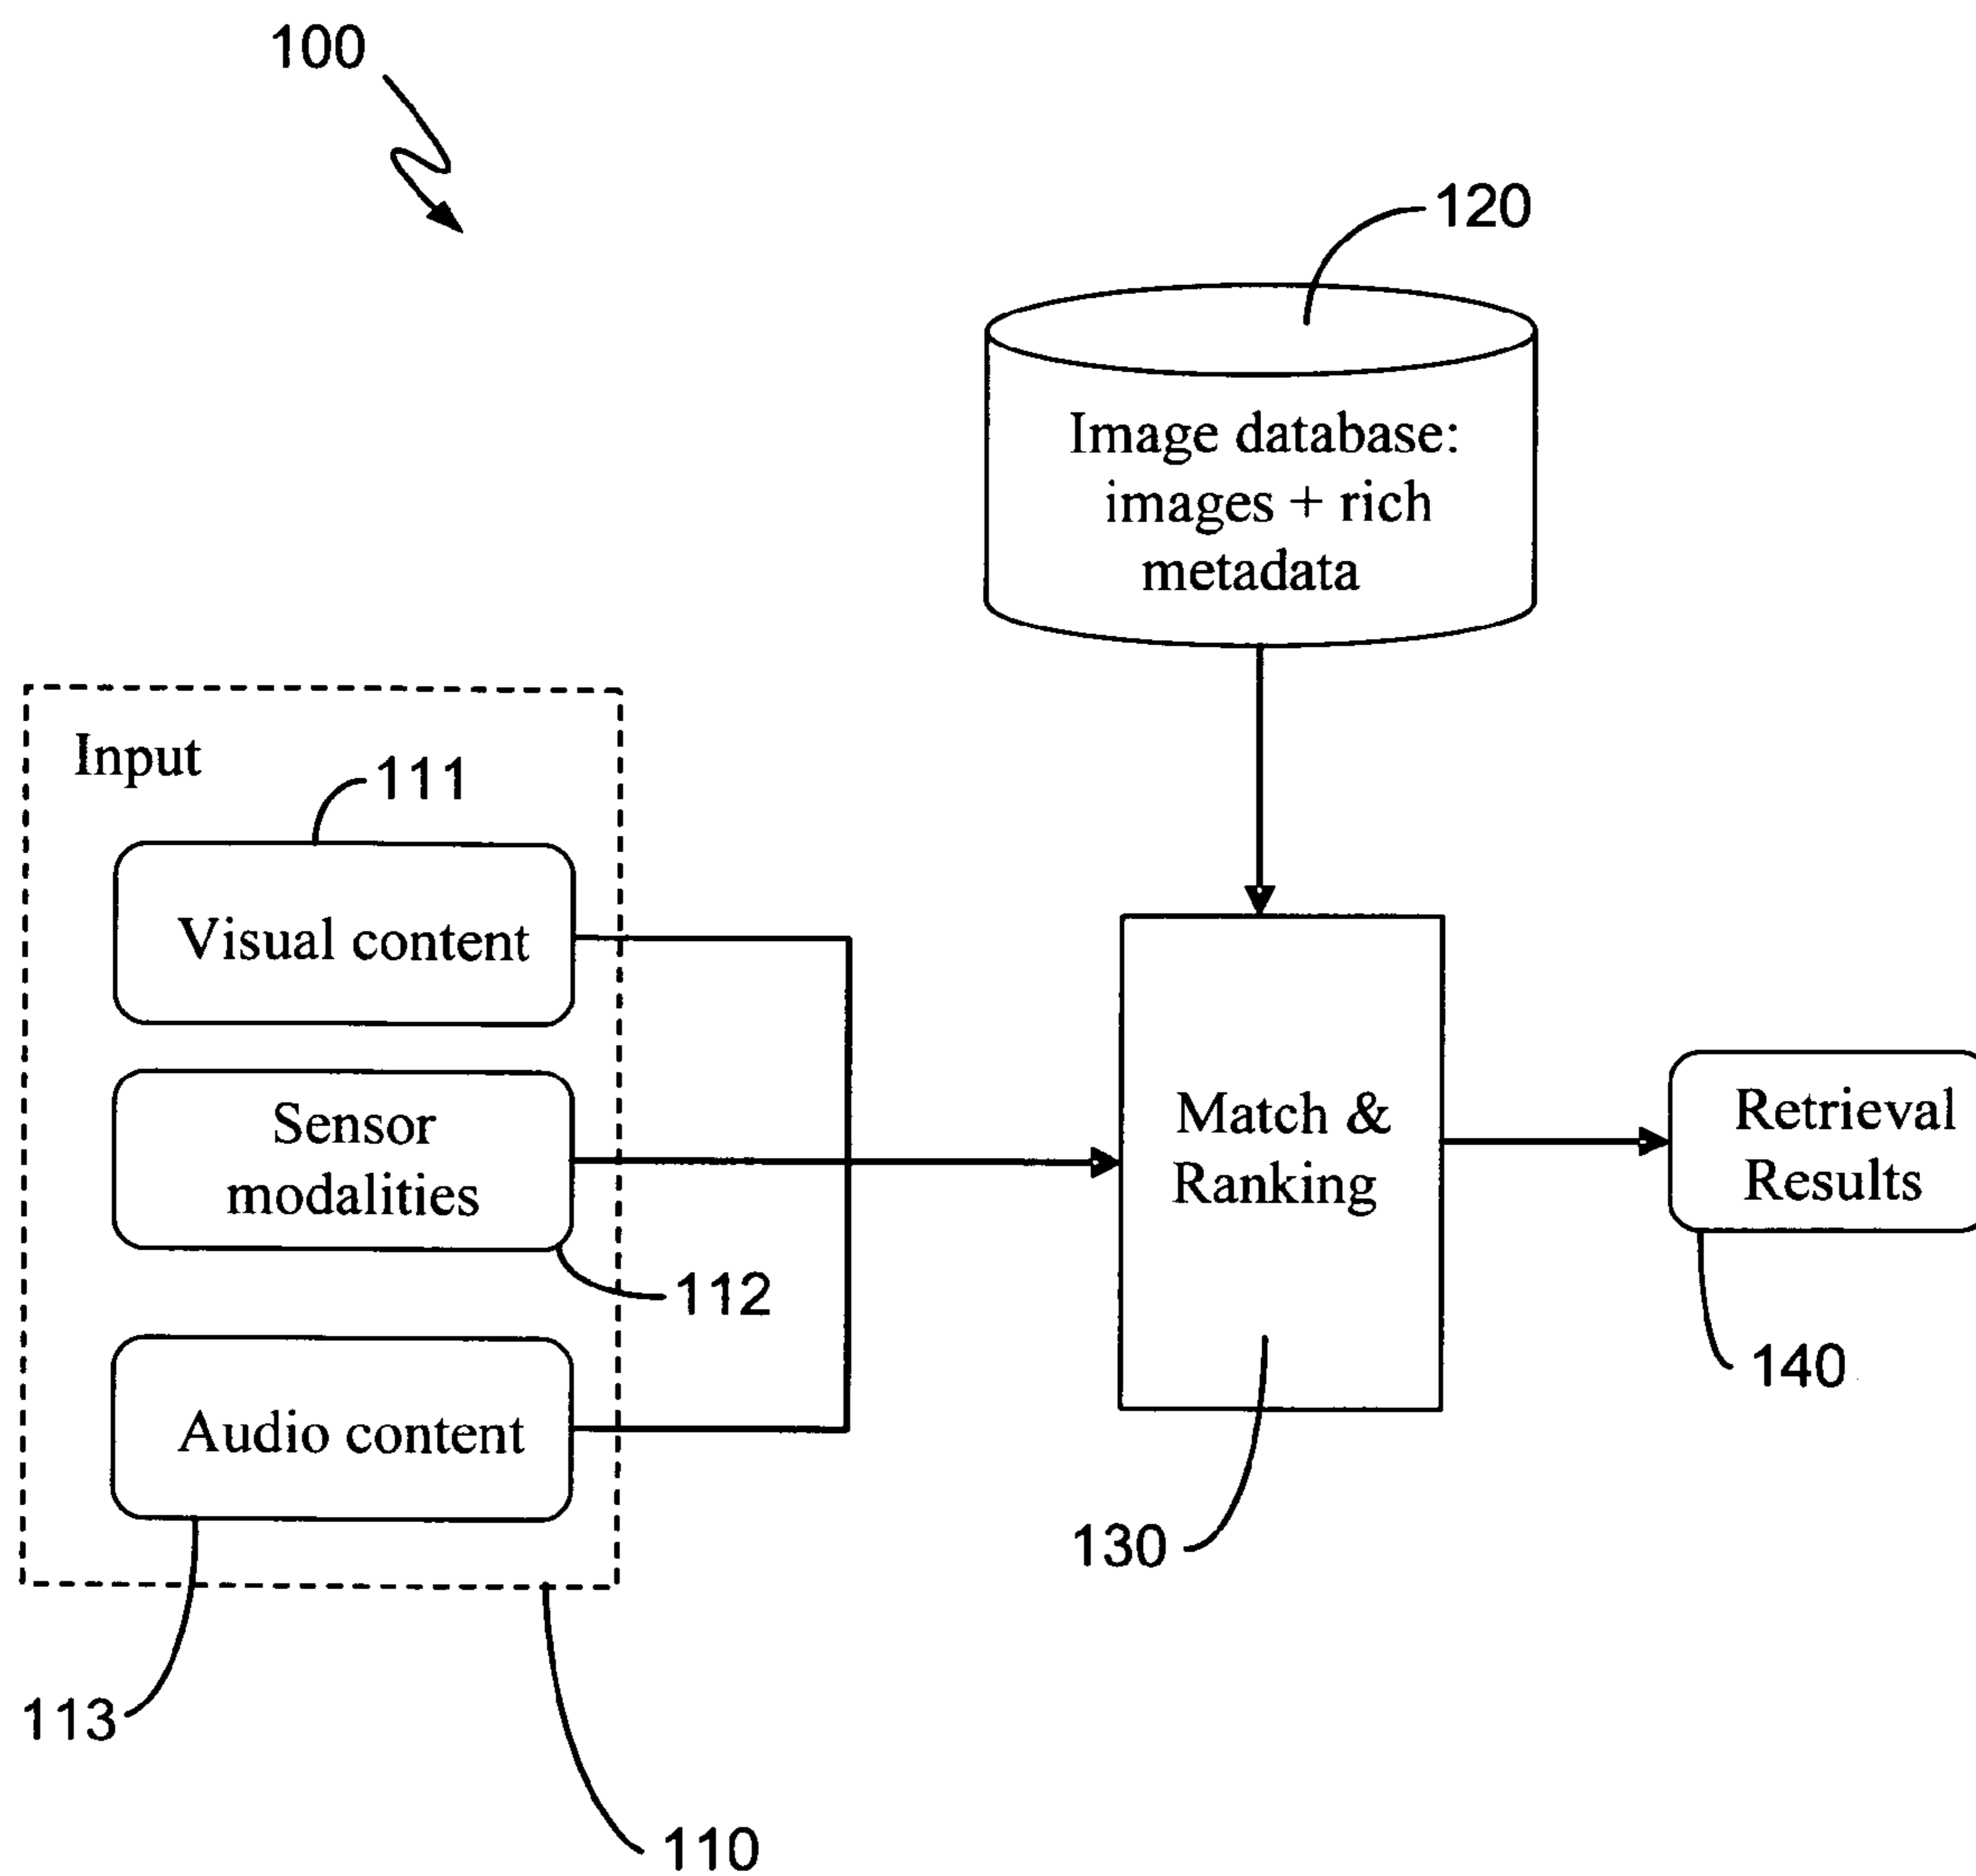 100
120
Image database:
images + rich
metadata
Input
111
Visual content
Sensor
modalities
112
Audio content
113
110
Match &
Ranking
130
Retrieval
Results
140